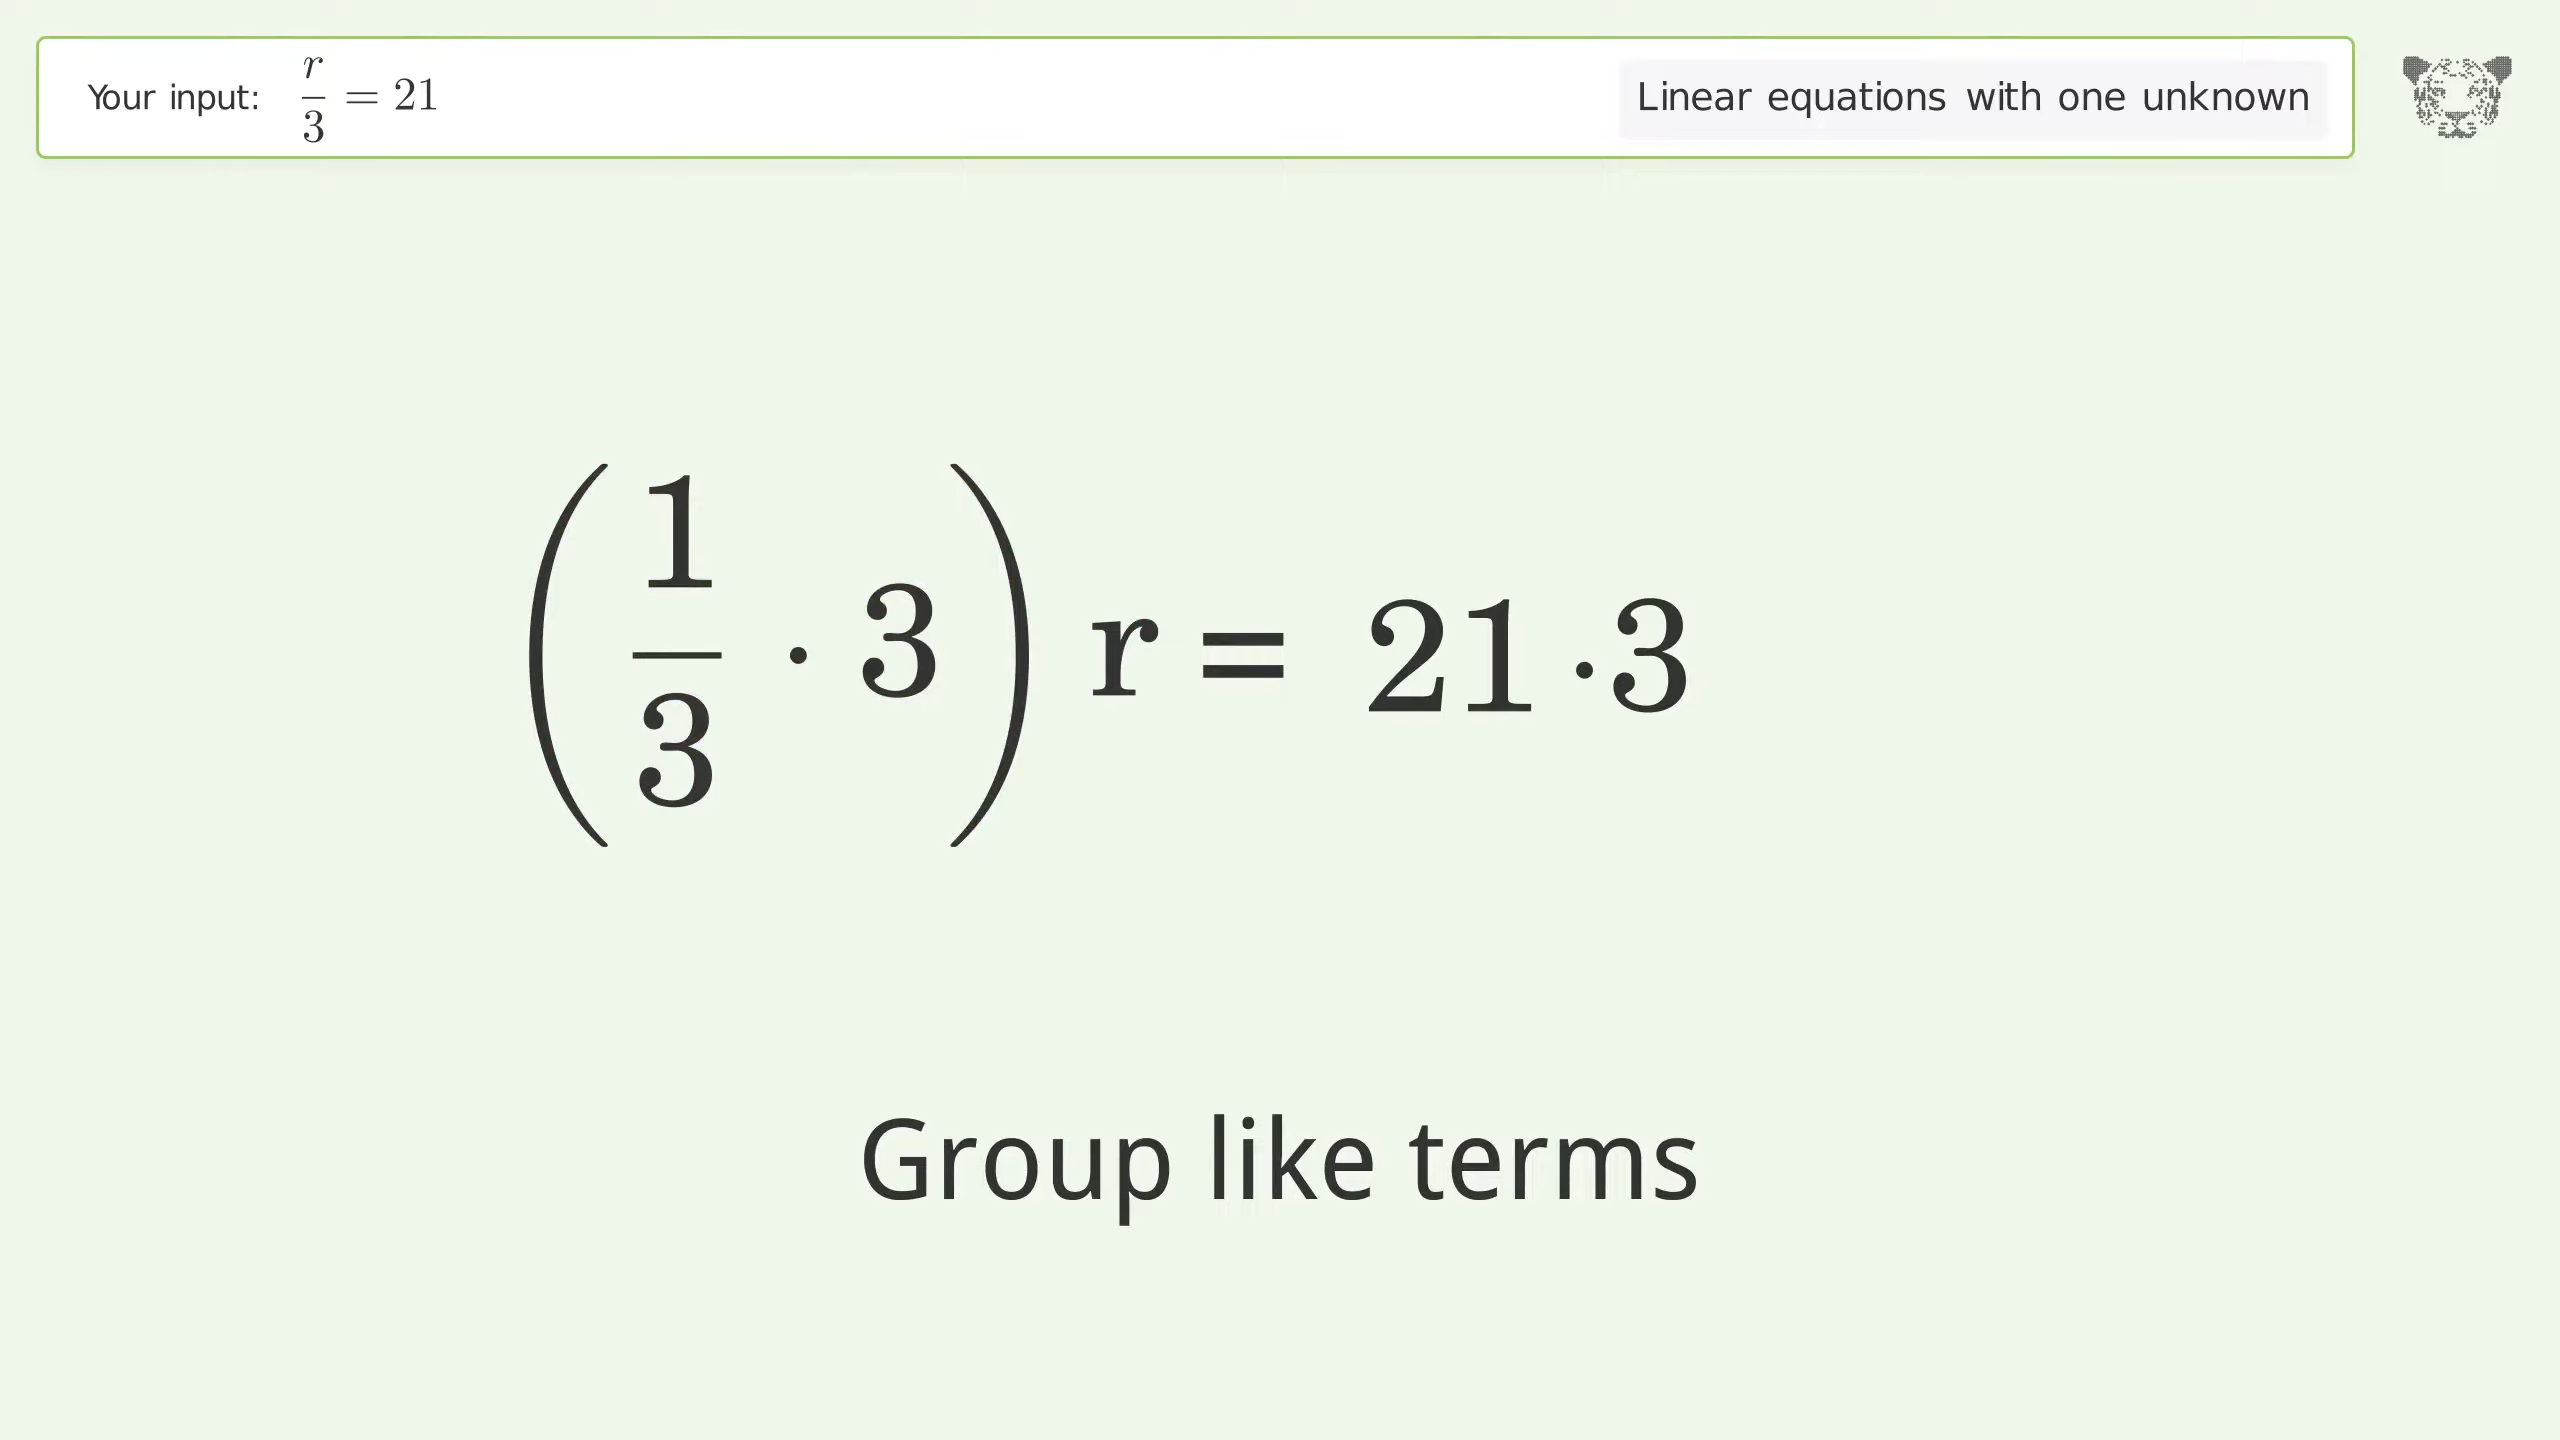 Your input: r/3 = 21
Linear equations with one unknown
(1/3 · 3) r = 21 · 3
Group like terms